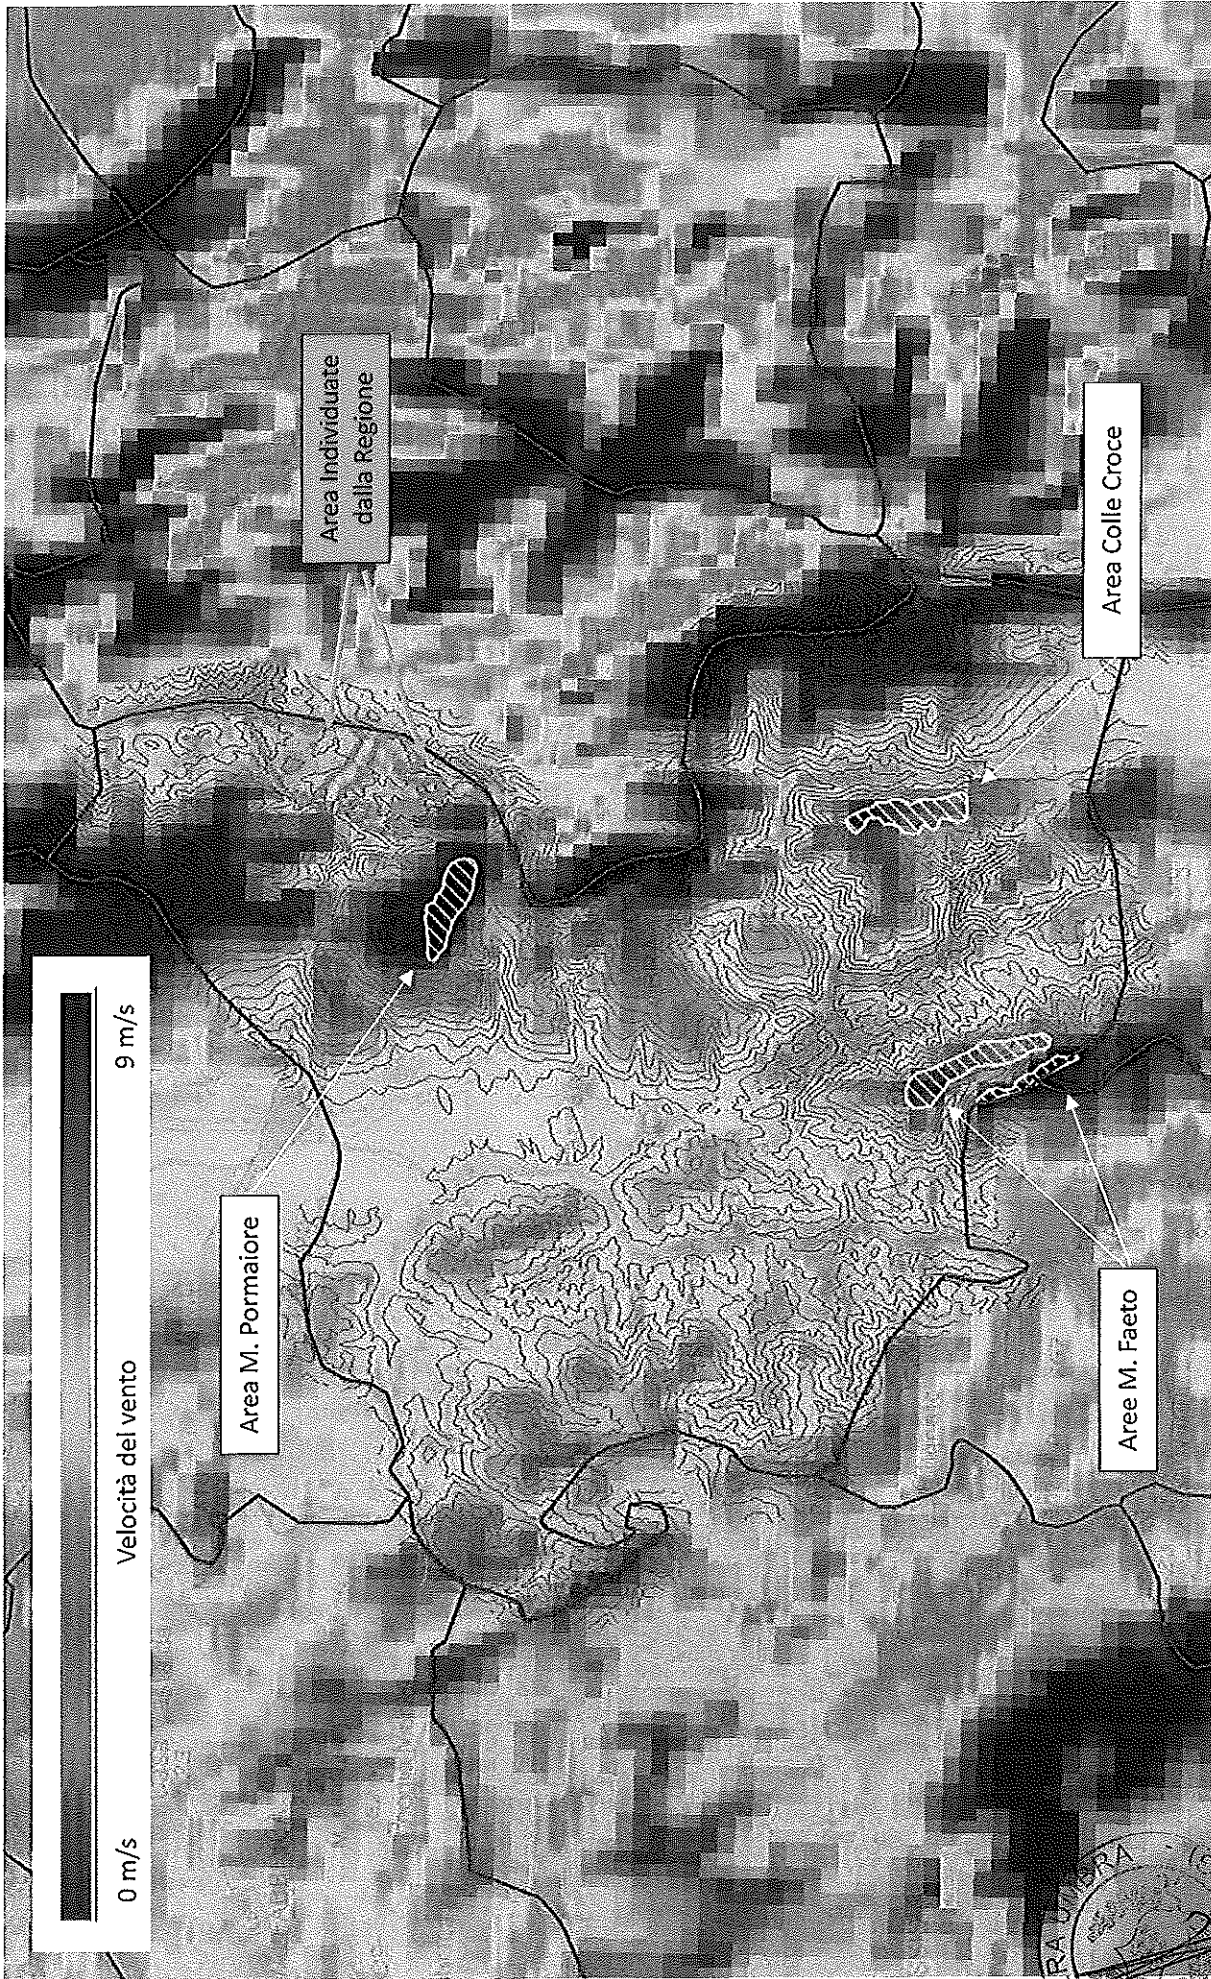 0 m/s
Velocità del vento
9 m/s
Area Individuate
dalla Regione
Area M. Pormaiore
Area Colle Croce
Aree M. Faeto